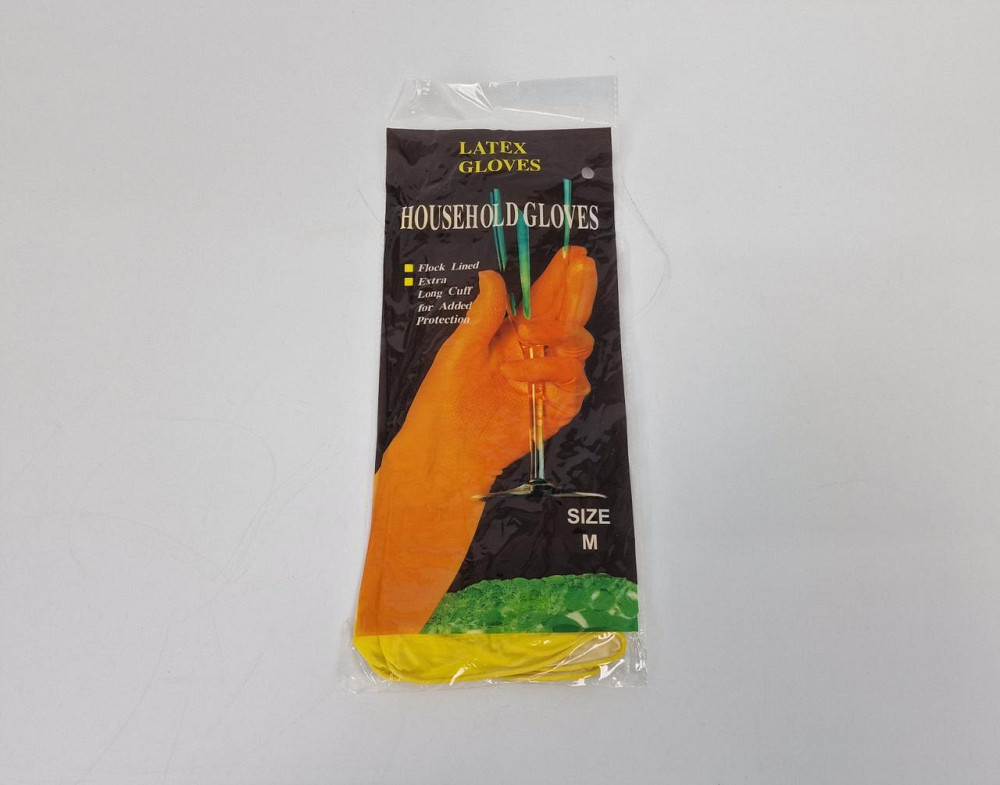 LATEX
GLOVES
HOUSEHOLD GLOVES
Flock Lined
Extra
Long Cuff
for Added
Protection
SIZE
M